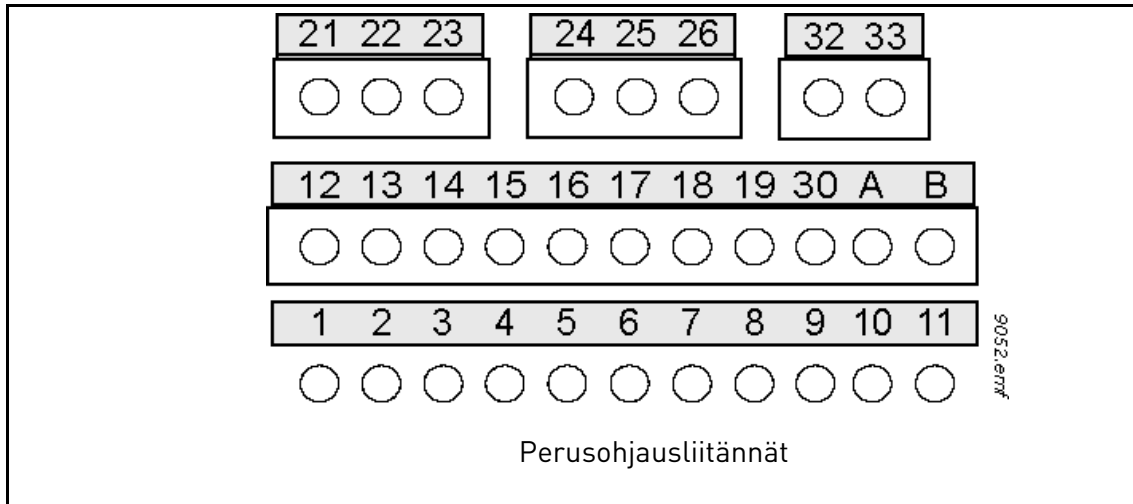 21 22 23 24 25 26 32 33
12 13 14 15 16 17 18 19 30 A B
1 2 3 4 5 6 7 8 9 10 11
9052.emf
Perusohjausliitännät